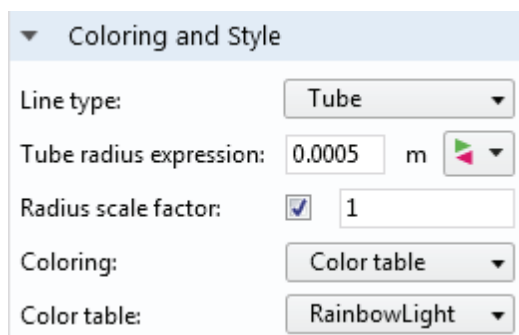 Coloring and Style
Line type: Tube
Tube radius expression: 0.0005 m
Radius scale factor: 1
Coloring: Color table
Color table: RainbowLight